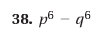 38. p⁶ − q⁶